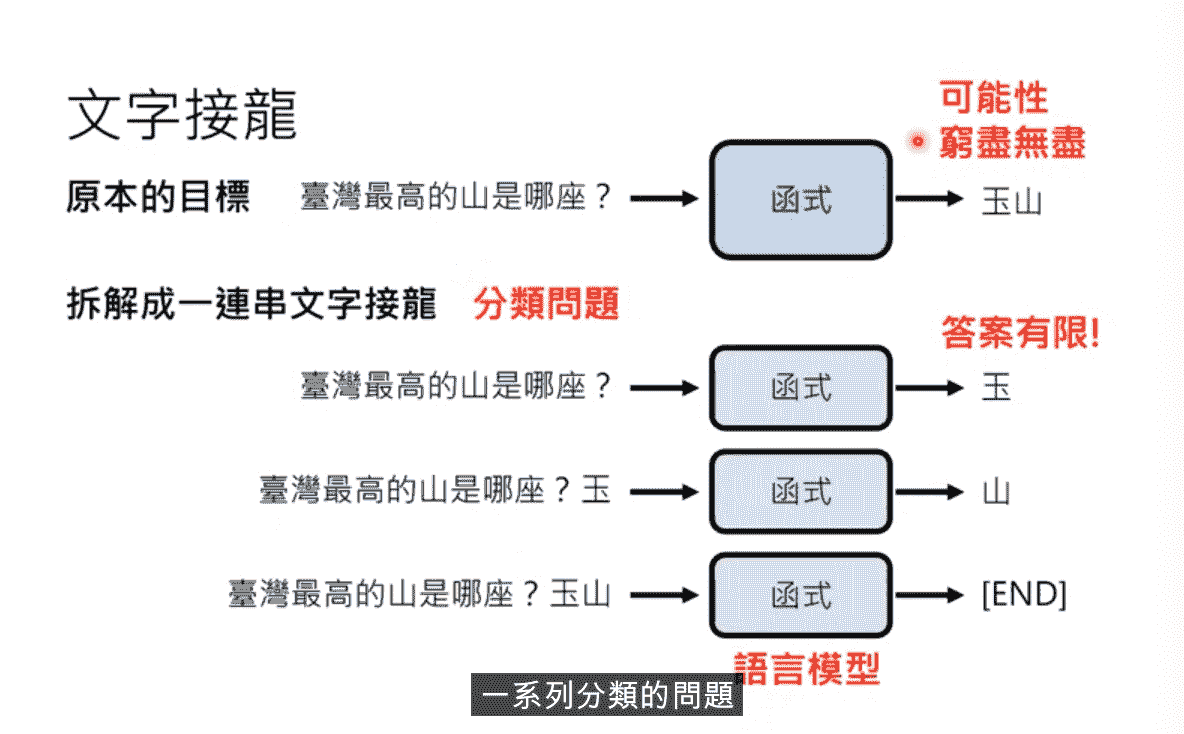 文字接龍
可能性
窮盡無盡
原本的目標 臺灣最高的山是哪座？ 函式 玉山
拆解成一連串文字接龍 分類問題
答案有限!
臺灣最高的山是哪座？ 函式 玉
臺灣最高的山是哪座？玉 函式 山
臺灣最高的山是哪座？玉山 函式 [END]
語言模型
一系列分類的問題